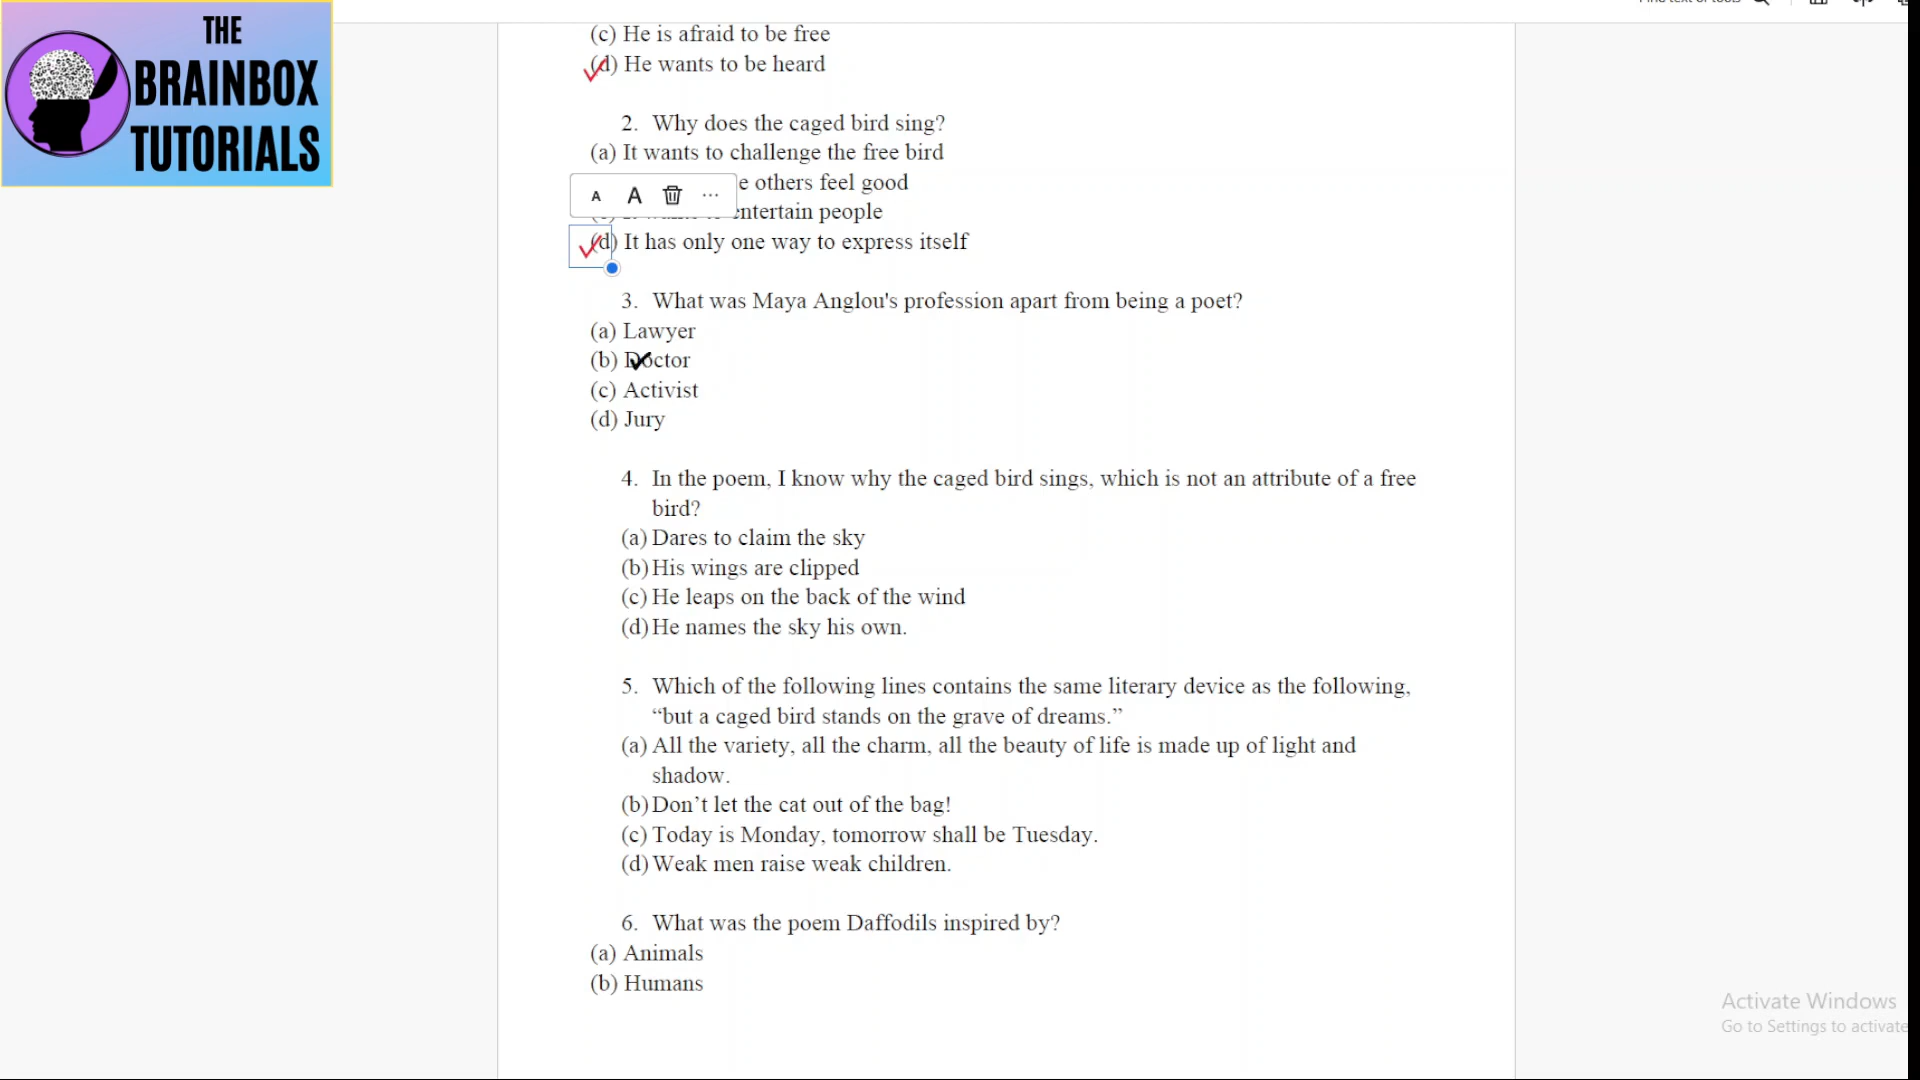 THE
BRAINBOX
TUTORIALS
(c) He is afraid to be free
(d) He wants to be heard
2. Why does the caged bird sing?
(a) It wants to challenge the free bird
A A ...
e others feel good
entertain people
(d) It has only one way to express itself
3. What was Maya Anglou's profession apart from being a poet?
(a) Lawyer
(b) Doctor
(c) Activist
(d) Jury
4. In the poem, I know why the caged bird sings, which is not an attribute of a free
bird?
(a) Dares to claim the sky
(b) His wings are clipped
(c) He leaps on the back of the wind
(d) He names the sky his own.
5. Which of the following lines contains the same literary device as the following,
“but a caged bird stands on the grave of dreams.”
(a) All the variety, all the charm, all the beauty of life is made up of light and
shadow.
(b) Don’t let the cat out of the bag!
(c) Today is Monday, tomorrow shall be Tuesday.
(d) Weak men raise weak children.
6. What was the poem Daffodils inspired by?
(a) Animals
(b) Humans
Activate Windows
Go to Settings to activate